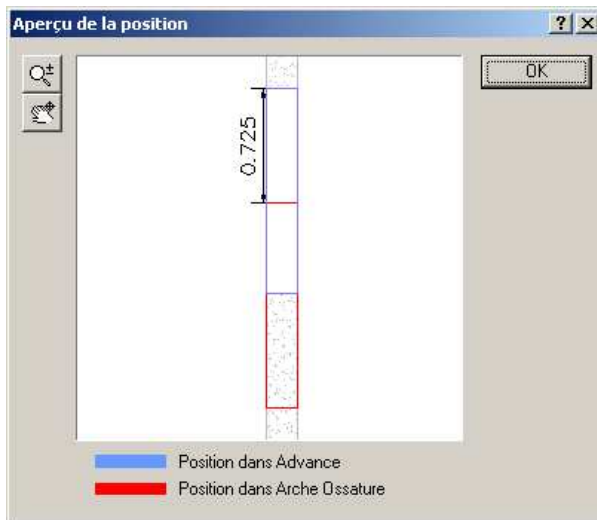 Aperçu de la position
OK
0.725
Position dans Advance
Position dans Arche Ossature